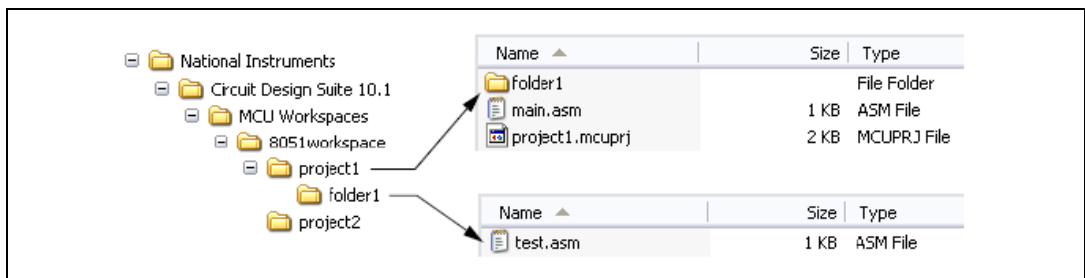 National Instruments
Circuit Design Suite 10.1
MCU Workspaces
8051workspace
project1
folder1
project2
Name Size Type
folder1 File Folder
main.asm 1 KB ASM File
project1.mcuprj 2 KB MCUPRJ File
Name Size Type
test.asm 1 KB ASM File